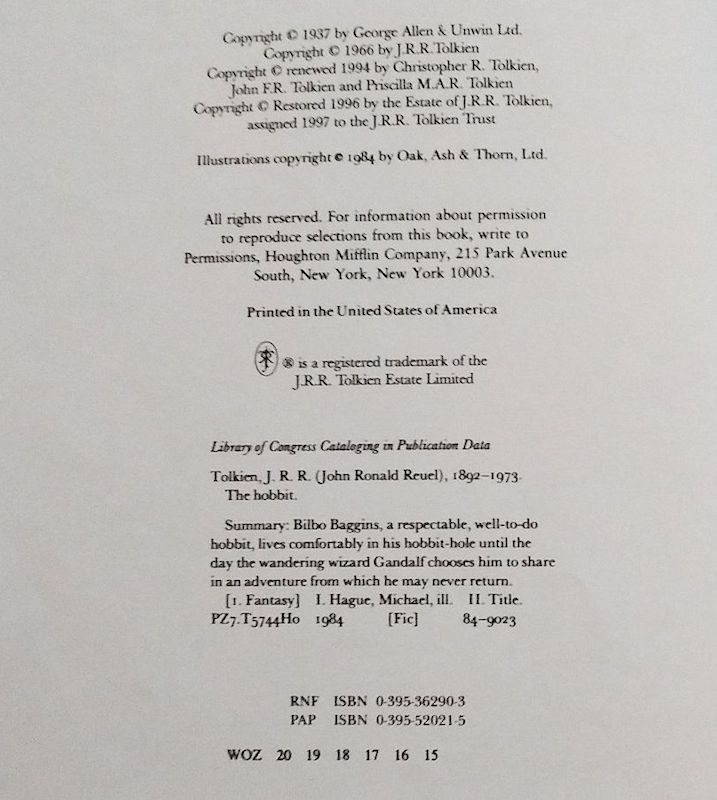 Copyright © 1937 by George Allen & Unwin Ltd.
Copyright © 1966 by J.R.R.Tolkien
Copyright © renewed 1994 by Christopher R. Tolkien,
John F.R. Tolkien and Priscilla M.A.R. Tolkien
Copyright © Restored 1996 by the Estate of J.R.R. Tolkien,
assigned 1997 to the J.R.R. Tolkien Trust
Illustrations copyright © 1984 by Oak, Ash & Thorn, Ltd.
All rights reserved. For information about permission
to reproduce selections from this book, write to
Permissions, Houghton Mifflin Company, 215 Park Avenue
South, New York, New York 10003.
Printed in the United States of America
® is a registered trademark of the
J.R.R. Tolkien Estate Limited
Library of Congress Cataloging in Publication Data
Tolkien, J. R. R. (John Ronald Reuel), 1892–1973.
The hobbit.
Summary: Bilbo Baggins, a respectable, well-to-do
hobbit, lives comfortably in his hobbit-hole until the
day the wandering wizard Gandalf chooses him to share
in an adventure from which he may never return.
[1. Fantasy] I. Hague, Michael, ill. II. Title.
PZ7.T5744Ho 1984 [Fic] 84–9023
RNF ISBN 0-395-36290-3
PAP ISBN 0-395-52021-5
WOZ 20 19 18 17 16 15